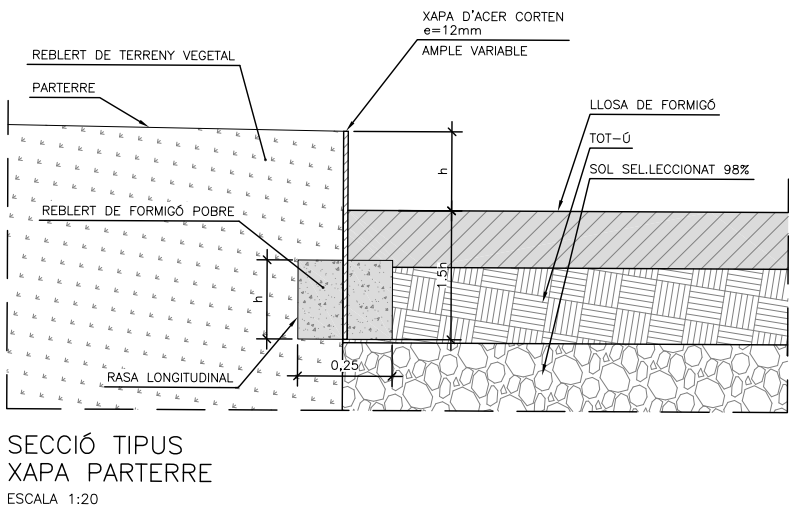 XAPA D'ACER CORTEN
e=12mm
AMPLE VARIABLE
REBLERT DE TERRENY VEGETAL
PARTERRE
LLOSA DE FORMIGÓ
TOT-Ú
SOL SEL.LECCIONAT 98%
h
REBLERT DE FORMIGÓ POBRE
h
1,5h
RASA LONGITUDINAL
0,25
SECCIÓ TIPUS
XAPA PARTERRE
ESCALA 1:20